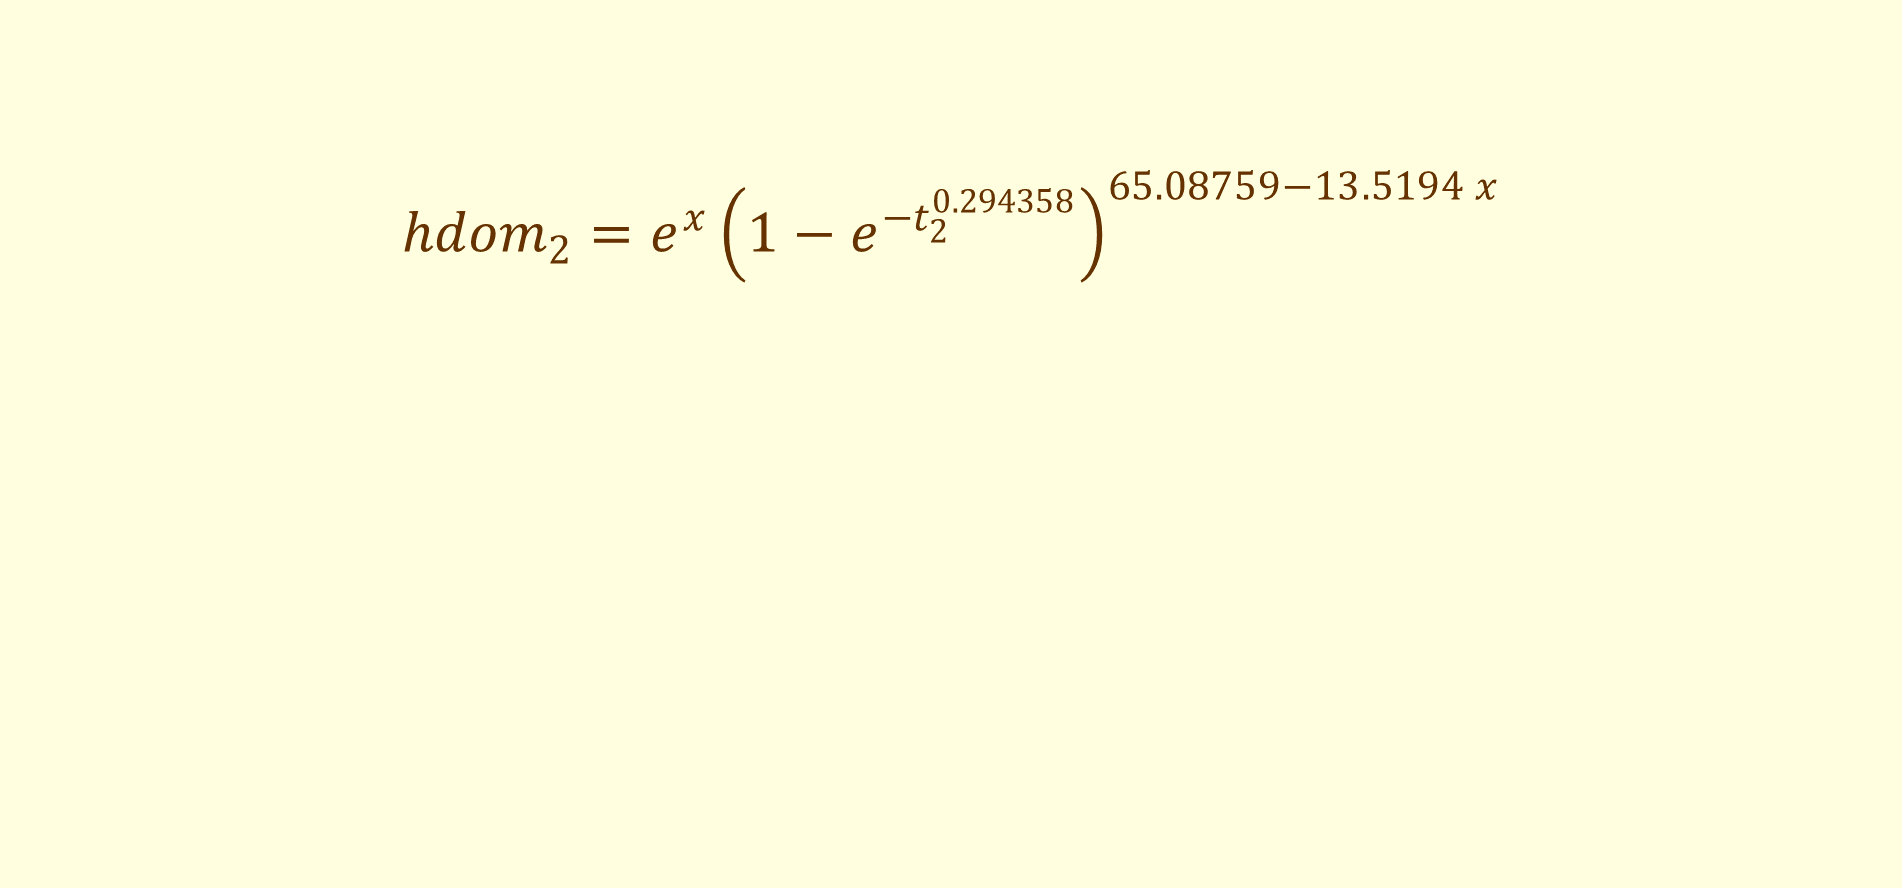 hdom₂ = eˣ (1 − e^(−t₂^0.294358))^(65.08759−13.5194 x)